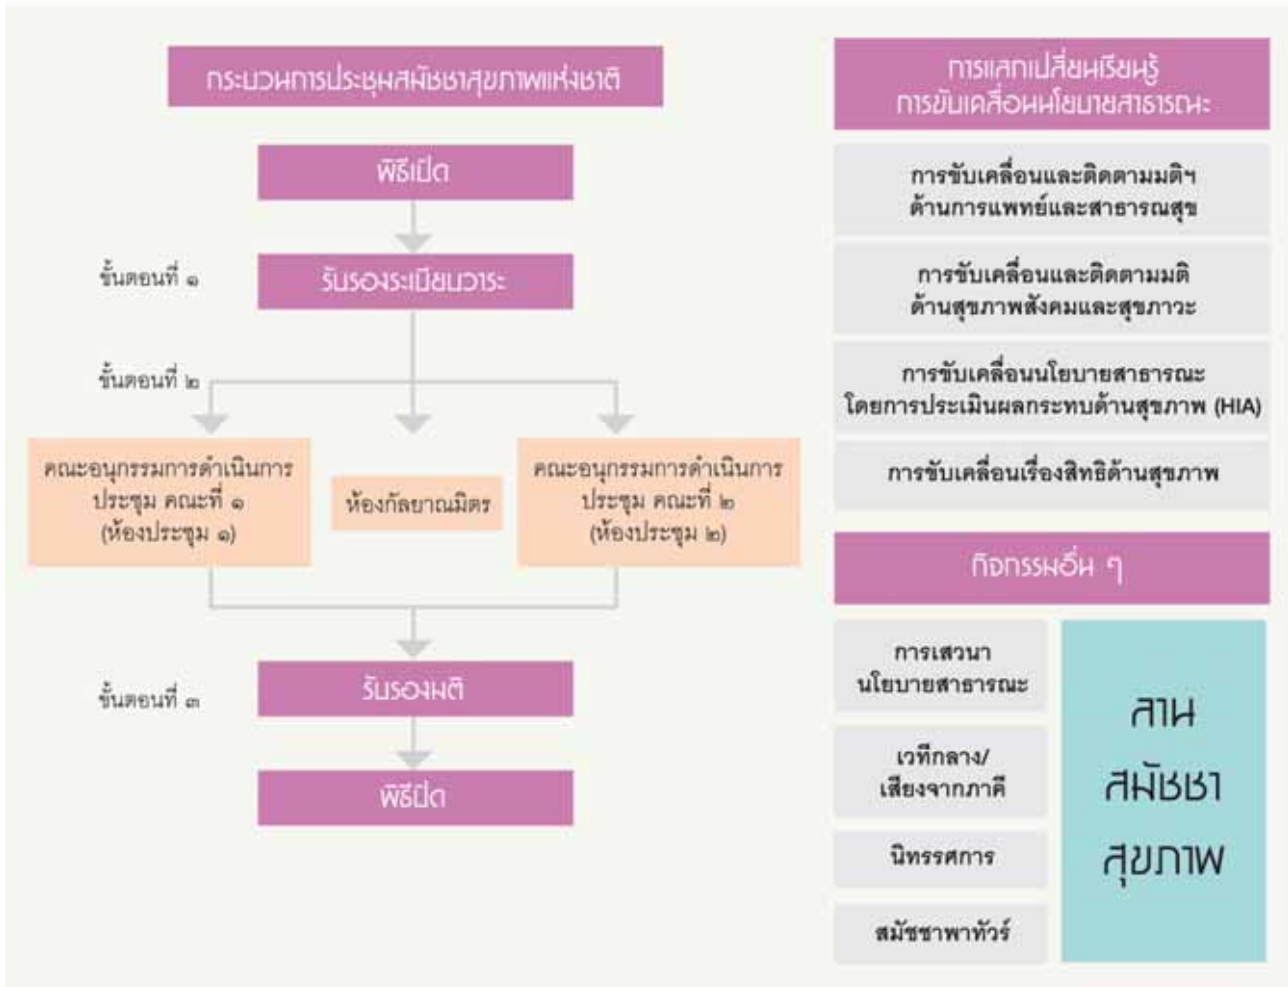 กระบวนการประชุมสมัชชาสุขภาพแห่งชาติ
พิธีเปิด
ขั้นตอนที่ ๑
รับรองระเบียบวาระ
ขั้นตอนที่ ๒
คณะอนุกรรมการดำเนินการ
ประชุม คณะที่ ๑
(ห้องประชุม ๑)
ห้องกัลยาณมิตร
คณะอนุกรรมการดำเนินการ
ประชุม คณะที่ ๒
(ห้องประชุม ๒)
ขั้นตอนที่ ๓
รับรองมติ
พิธีปิด
การแลกเปลี่ยนเรียนรู้
การขับเคลื่อนนโยบายสาธารณะ
การขับเคลื่อนและติดตามมติฯ
ด้านการแพทย์และสาธารณสุข
การขับเคลื่อนและติดตามมติ
ด้านสุขภาพสังคมและสุขภาวะ
การขับเคลื่อนนโยบายสาธารณะ
โดยการประเมินผลกระทบด้านสุขภาพ (HIA)
การขับเคลื่อนเรื่องสิทธิด้านสุขภาพ
กิจกรรมอื่น ๆ
การเสวนา
นโยบายสาธารณะ
เวทีกลาง/
เสียงจากภาคี
นิทรรศการ
สมัชชาพาทัวร์
ลาน
สมัชชา
สุขภาพ